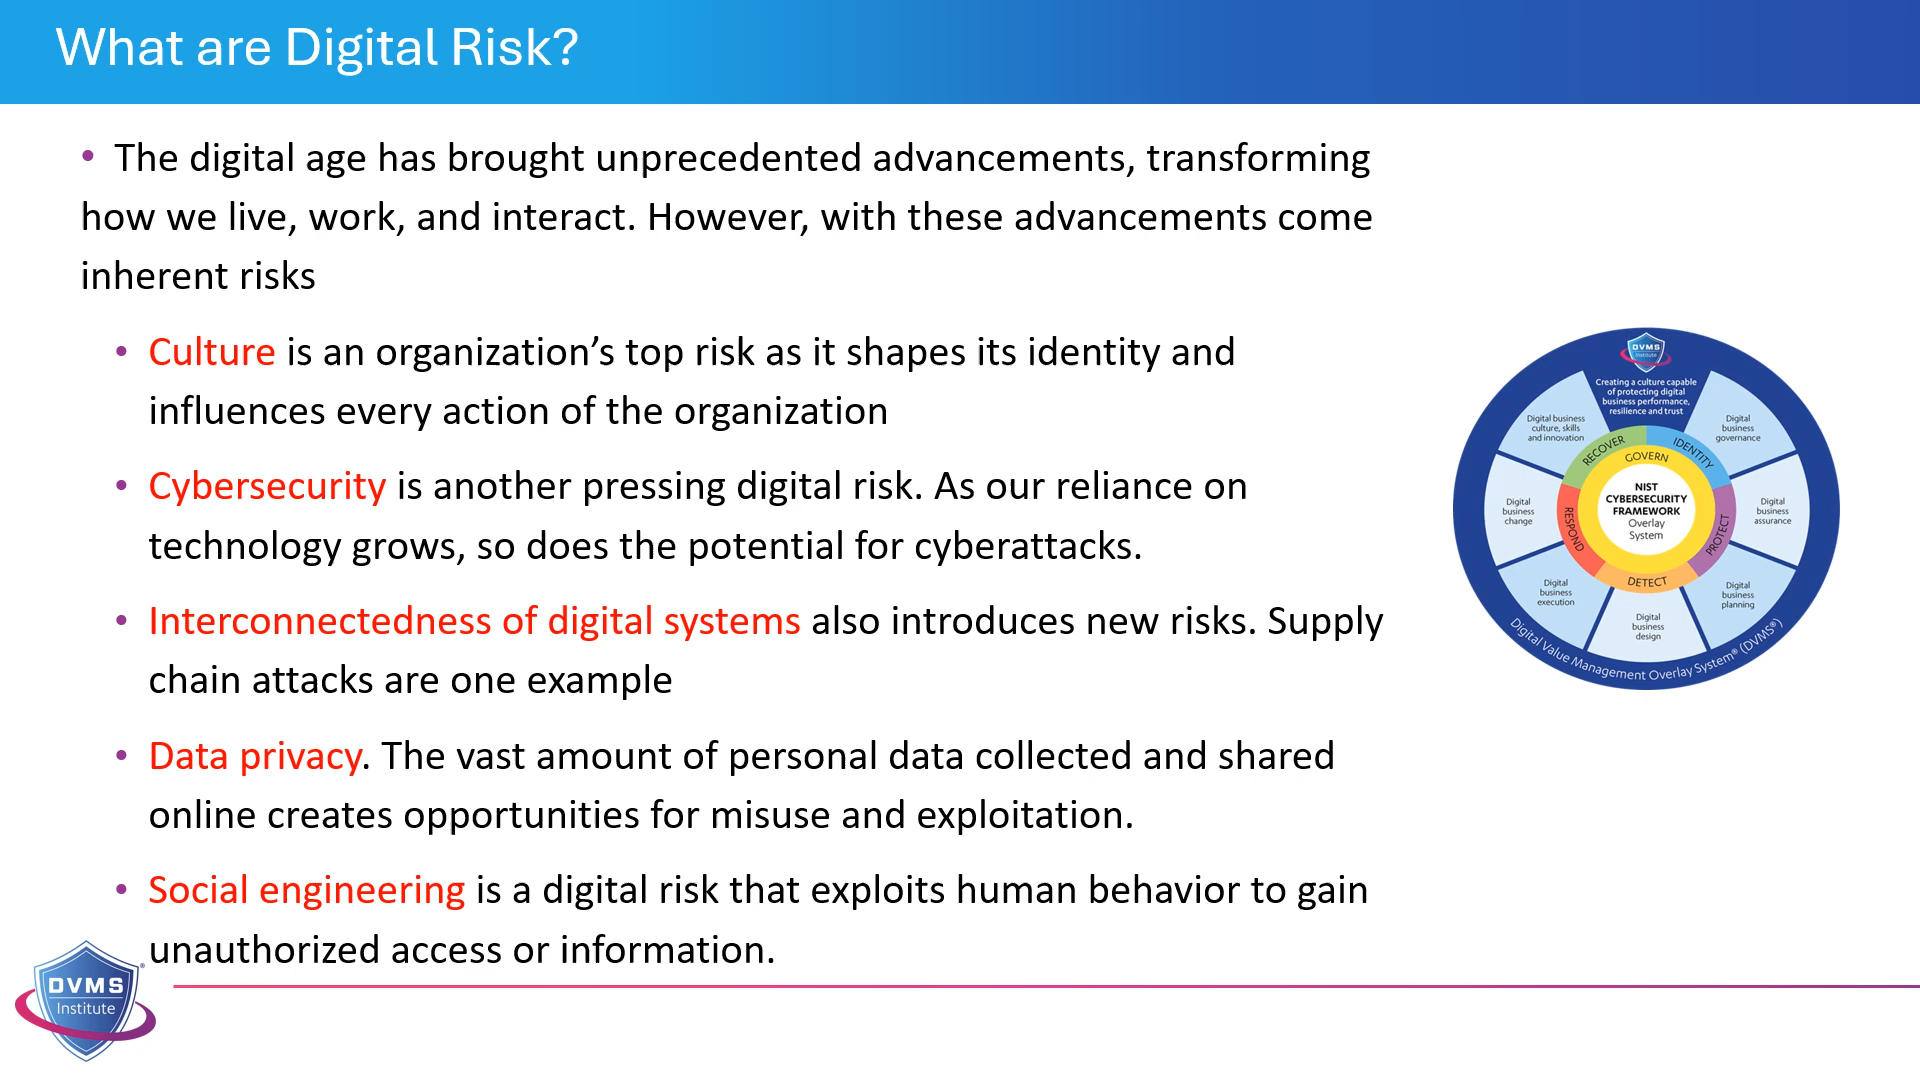 What are Digital Risk?
• The digital age has brought unprecedented advancements, transforming
how we live, work, and interact. However, with these advancements come
inherent risks
• Culture is an organization’s top risk as it shapes its identity and
influences every action of the organization
• Cybersecurity is another pressing digital risk. As our reliance on
technology grows, so does the potential for cyberattacks.
• Interconnectedness of digital systems also introduces new risks. Supply
chain attacks are one example
• Data privacy. The vast amount of personal data collected and shared
online creates opportunities for misuse and exploitation.
• Social engineering is a digital risk that exploits human behavior to gain
unauthorized access or information.
DVMS
Institute
Creating a culture capable
of protecting digital
business performance,
resilience and trust
Digital business
culture, skills
and innovation
Digital
business
governance
Digital
business
change
Digital
business
assurance
Digital
business
execution
Digital
business
planning
Digital
business
design
RECOVER
IDENTITY
GOVERN
RESPOND
PROTECT
DETECT
NIST
CYBERSECURITY
FRAMEWORK
Overlay
System
Digital Value Management Overlay System® (DVMS®)
DVMS®
Institute